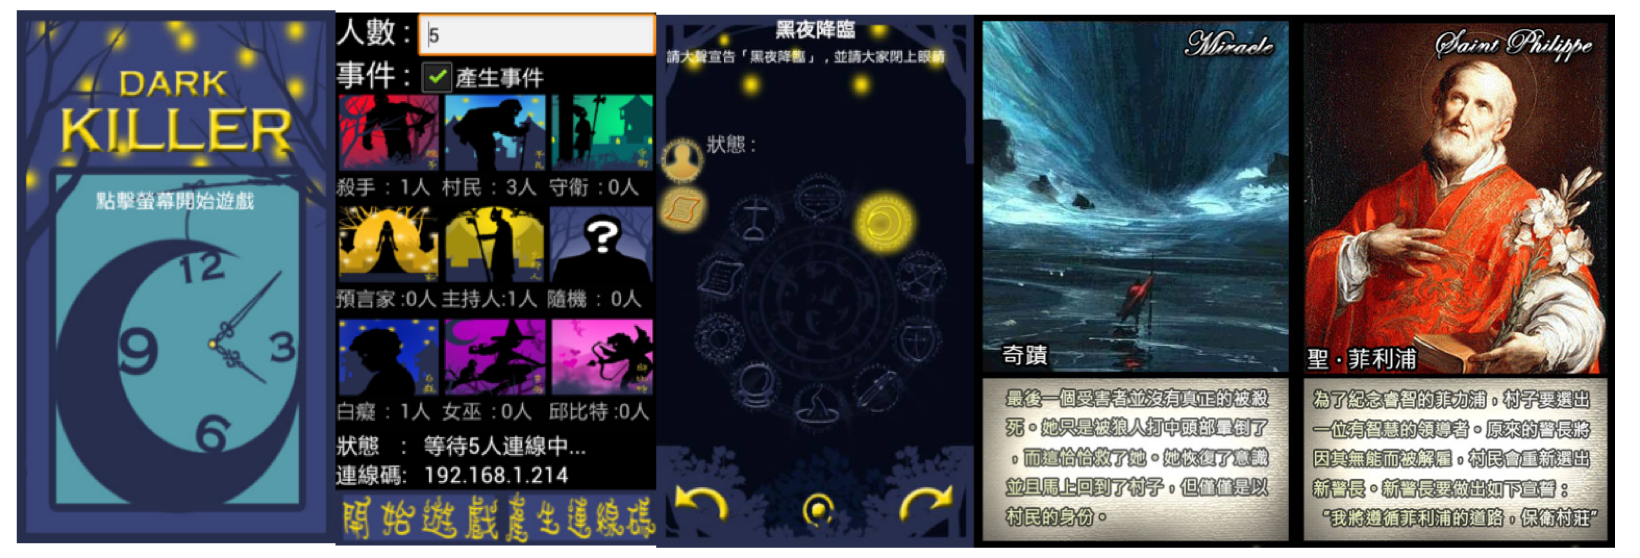 DARK
KILLER
點擊螢幕開始遊戲
12
9
3
6
人數：
5
事件：
產生事件
殺手：1人 村民：3人 守衛：0人
預言家:0人 主持人:1人 隨機：0人
白癡：1人 女巫：0人 邱比特:0人
狀態 ： 等待5人連線中...
連線碼: 192.168.1.214
開始遊戲產生連線碼
黑夜降臨
請大聲宣告「黑夜降臨」，並請大家閉上眼睛
狀態：
Miracle
奇蹟
最後一個受害者並沒有真正的被殺
死。她只是被狼人打中頭部暈倒了
，而這恰恰救了她。她恢復了意識
並且馬上回到了村子，但僅僅是以
村民的身份。
Saint Philippe
聖·菲利浦
為了紀念睿智的菲力浦，村子要選出
一位有智慧的領導者。原來的警長將
因其無能而被解雇，村民會重新選出
新警長。新警長要做出如下宣誓：
“我將遵循菲利浦的道路，保衛村莊”